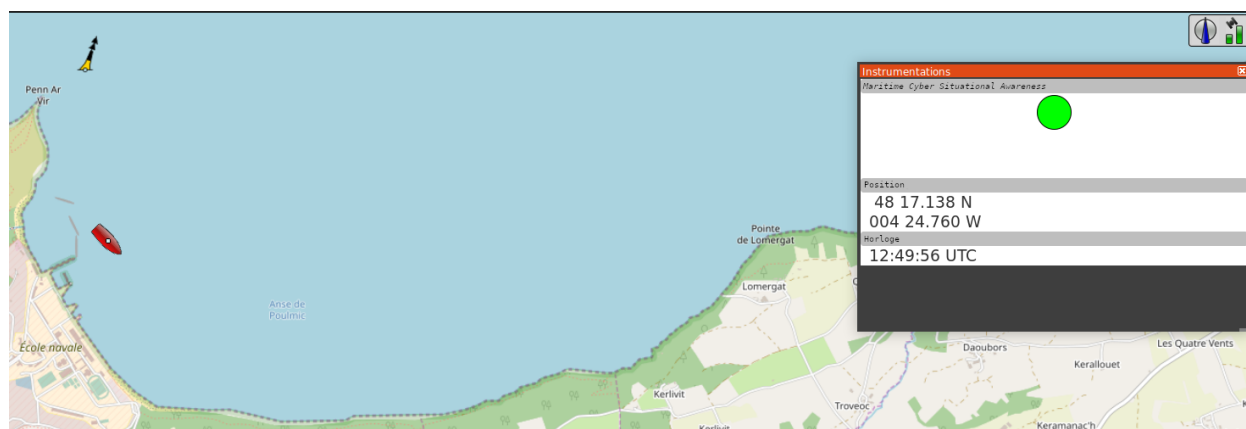 Penn Ar
Vir
École navale
Anse de
Poulmic
Pointe
de Lomergat
Lomergat
Kerlivit
Troveoc
Daoubors
Kerallouet
Les Quatre Vents
Keramanac'h
Instrumentations
Maritime Cyber Situational Awareness
Position
48 17.138 N
004 24.760 W
Horloge
12:49:56 UTC